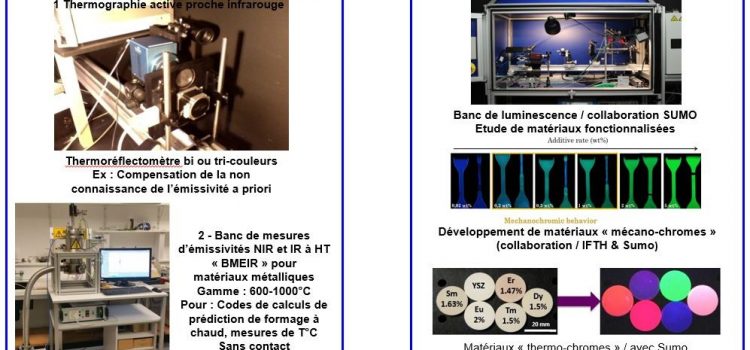 1 Thermographie active proche infrarouge
Thermoréflectomètre bi ou tri-couleurs
Ex : Compensation de la non
connaissance de l'émissivité a priori
2 - Banc de mesures
d'émissivités NIR et IR à HT
« BMEIR » pour
matériaux métalliques
Gamme : 600-1000°C
Pour : Codes de calculs de
prédiction de formage à
chaud, mesures de T°C
Sans contact
Banc de luminescence / collaboration SUMO
Etude de matériaux fonctionnalisées
Additive rate (wt%)
0,02 wt%
0,2 wt%
0,5 wt%
1 wt%
2 wt%
Mechanochromic behavior
Développement de matériaux « mécano-chromes »
(collaboration / IFTH & Sumo)
Sm
1.63%
YSZ
Er
1.47%
Dy
1.5%
Eu
2%
Tm
1.5%
20 mm
Matériaux « thermo-chromes » / avec Sumo